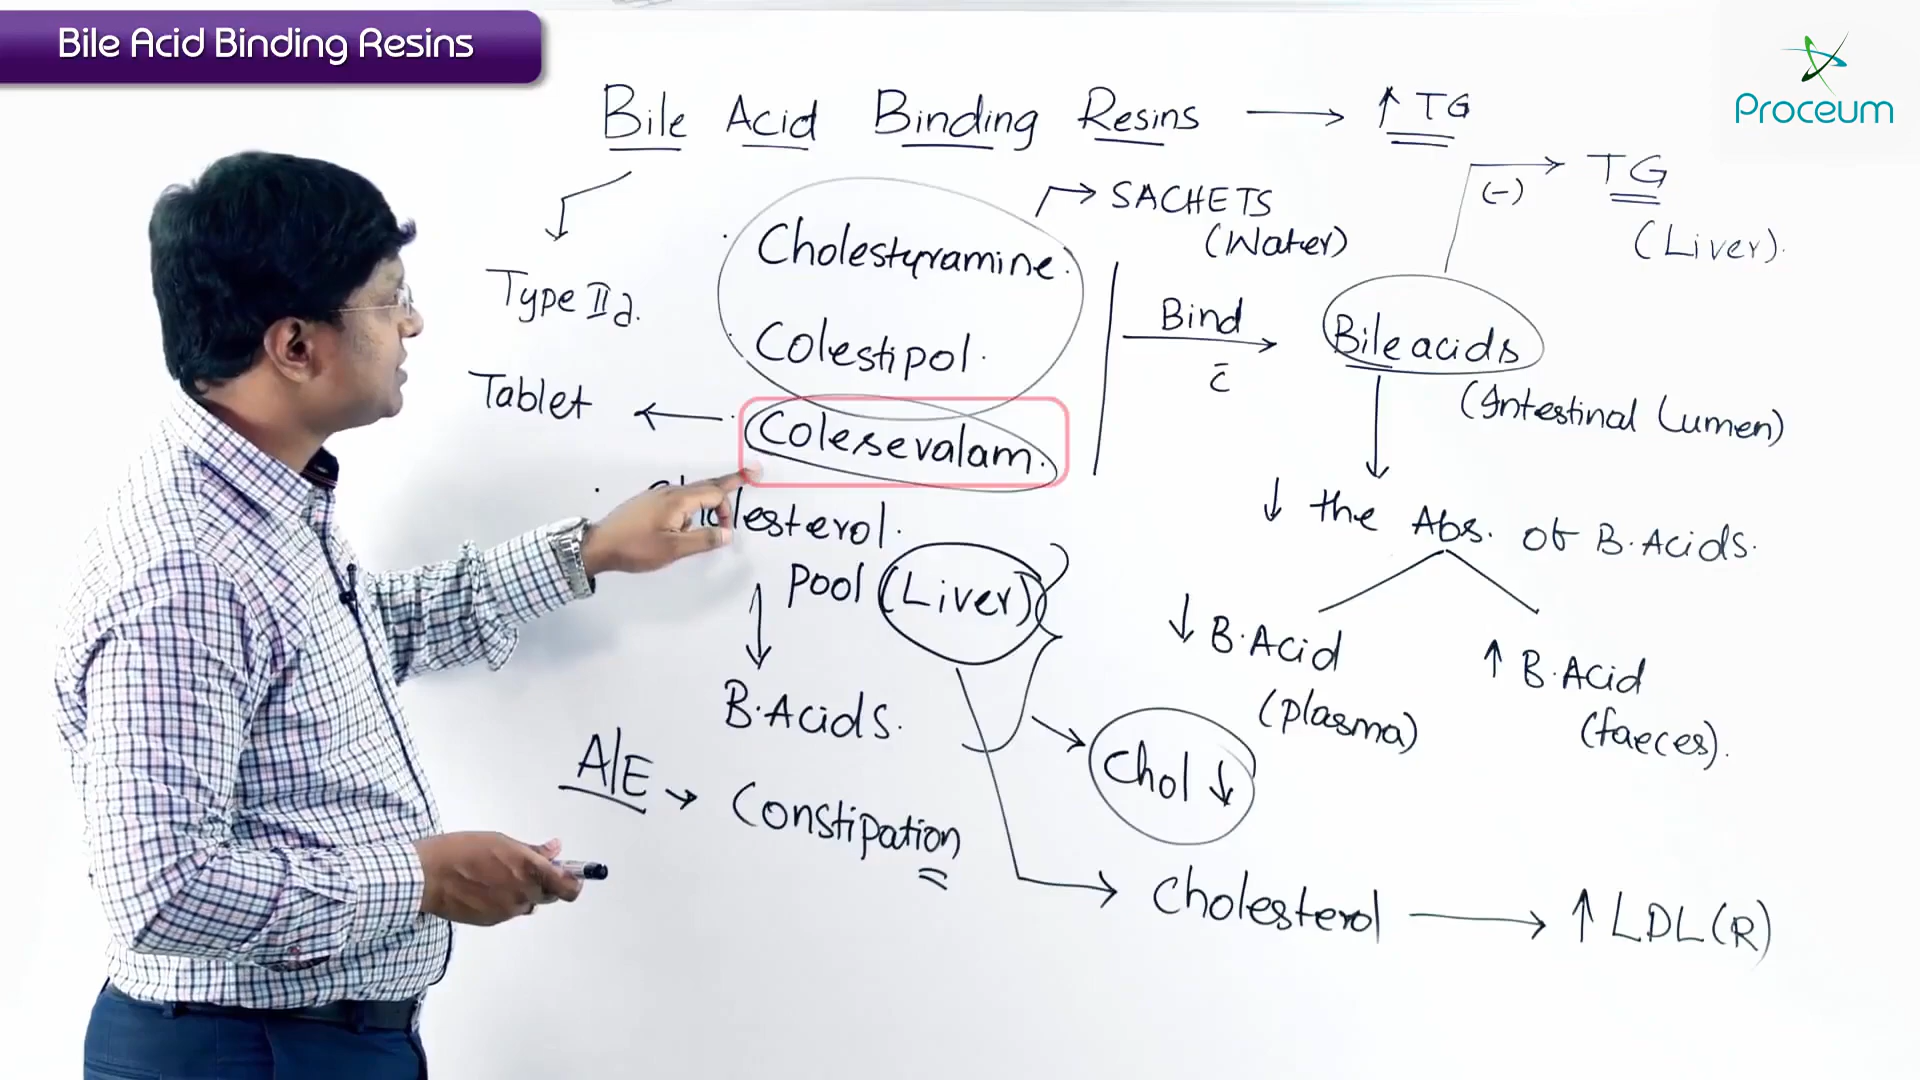 Bile Acid Binding Resins
Proceum
Bile Acid Binding Resins → ↑ TG
(-) → TG
(Liver).
SACHETS
(Water)
Type IIa.
Cholestyramine.
Colestipol.
Tablet ← Colersevalam.
Bind
c̄
Bile acids
(Intestinal Lumen)
↓ the Abs. of B.Acids.
↓ B.Acid
(plasma)
↑ B.Acid
(faeces).
Cholesterol.
Pool (Liver)
B.Acids.
Chol ↓
A/E → Constipation
Cholesterol → ↑ LDL(R)